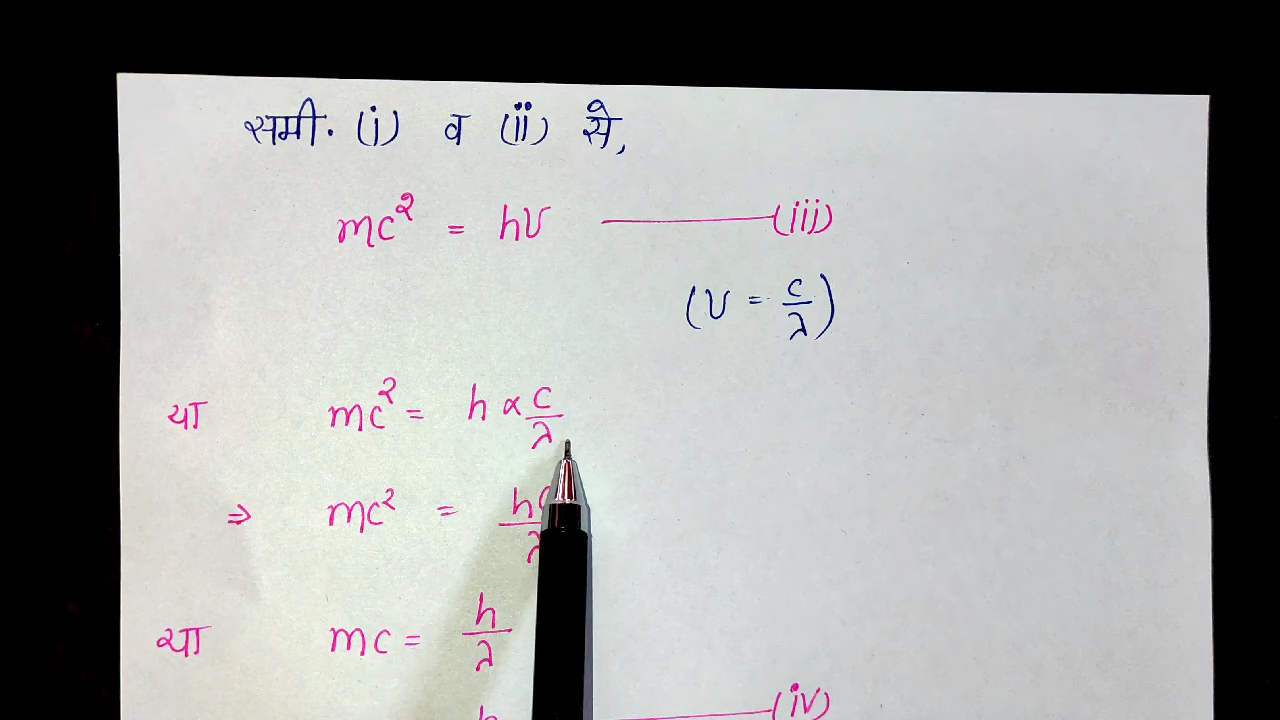 समी. (i) व (ii) से,
mc² = hν ——— (iii)
(ν = c/λ)
या mc² = h × c/λ
⇒ mc² = hc/λ
या mc = h/λ
h ——— (iv)